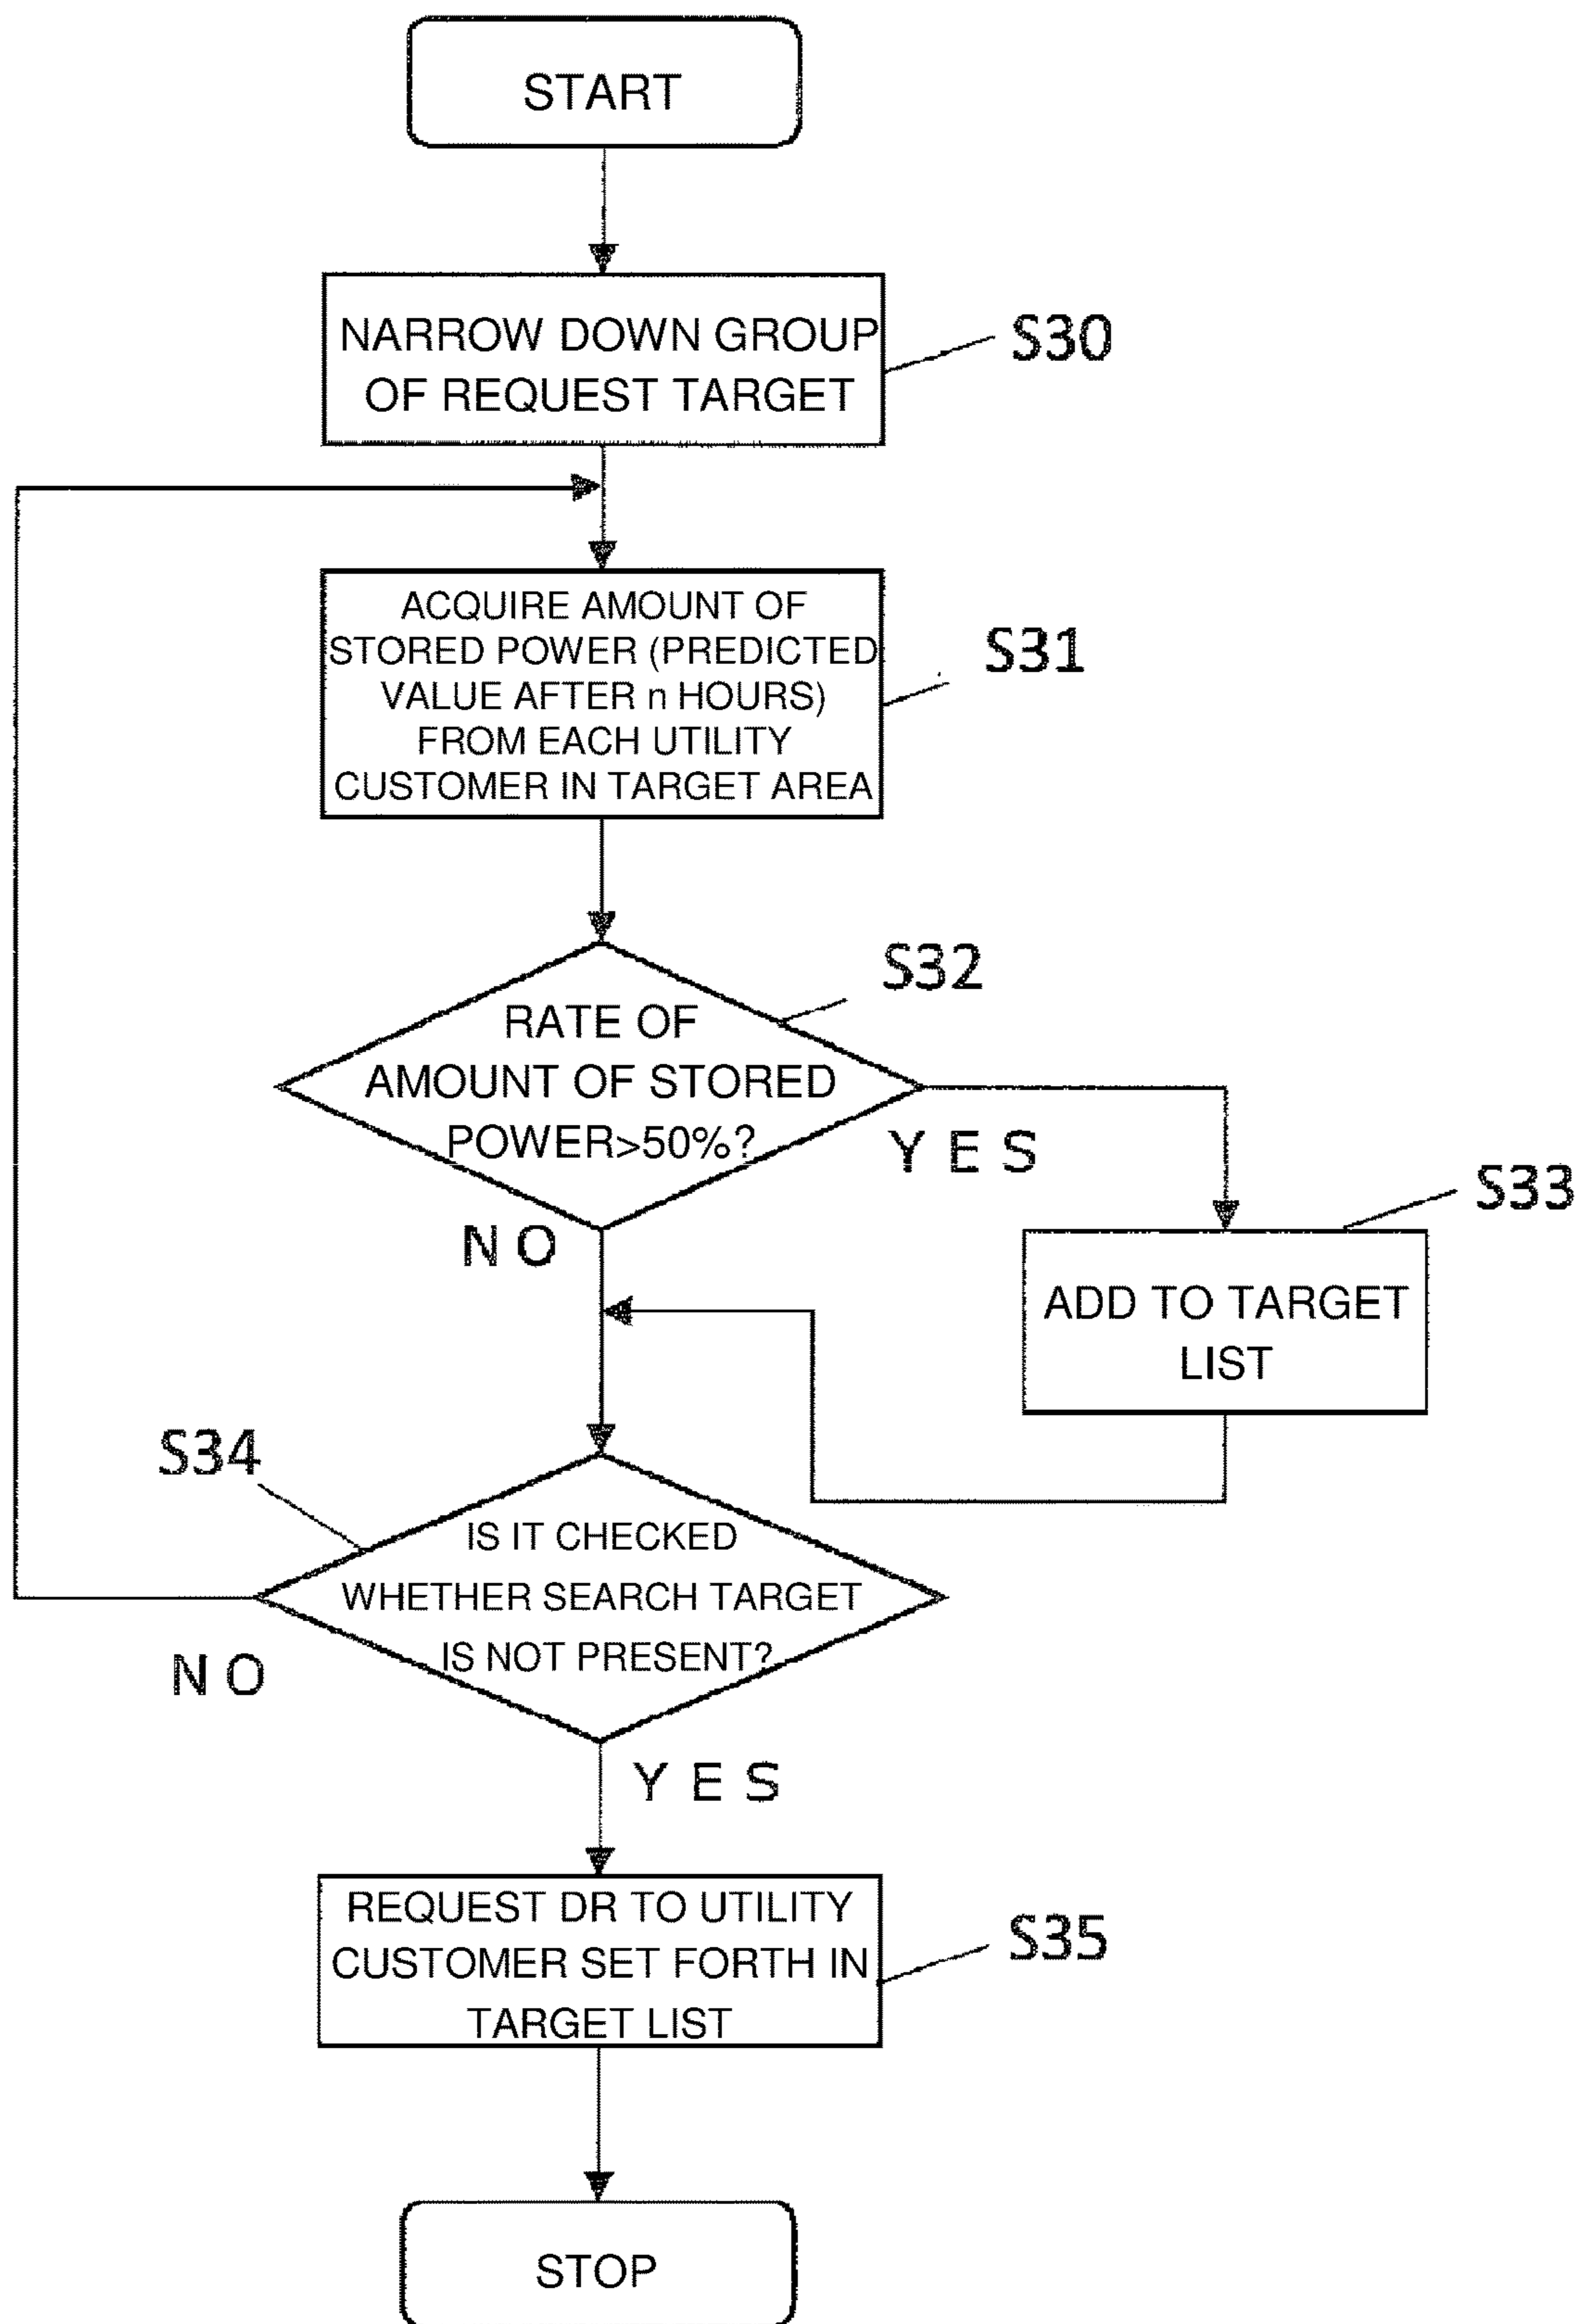 START
NARROW DOWN GROUP
OF REQUEST TARGET
S30
ACQUIRE AMOUNT OF
STORED POWER (PREDICTED
VALUE AFTER n HOURS)
FROM EACH UTILITY
CUSTOMER IN TARGET AREA
S31
RATE OF
AMOUNT OF STORED
POWER>50%?
S32
YES
NO
S33
ADD TO TARGET
LIST
S34
IS IT CHECKED
WHETHER SEARCH TARGET
IS NOT PRESENT?
NO
YES
REQUEST DR TO UTILITY
CUSTOMER SET FORTH IN
TARGET LIST
S35
STOP